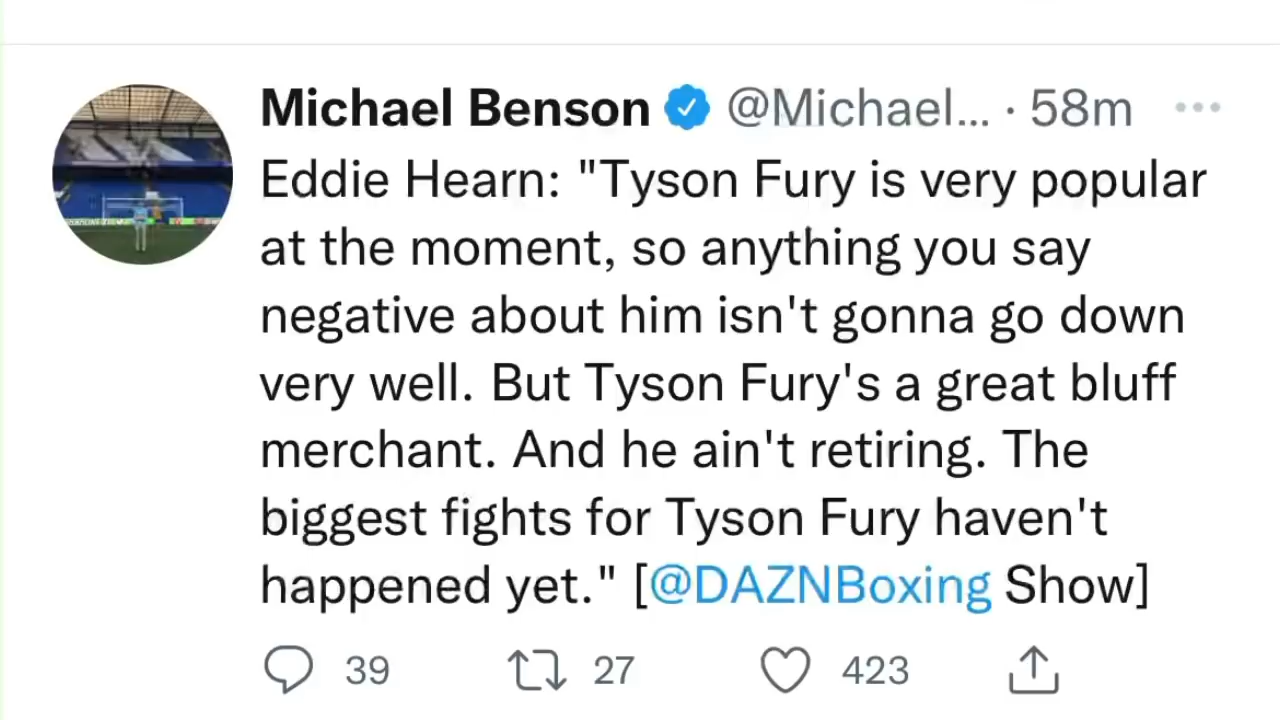 Michael Benson @Michael... · 58m
Eddie Hearn: "Tyson Fury is very popular
at the moment, so anything you say
negative about him isn't gonna go down
very well. But Tyson Fury's a great bluff
merchant. And he ain't retiring. The
biggest fights for Tyson Fury haven't
happened yet." [@DAZNBoxing Show]
39 27 423